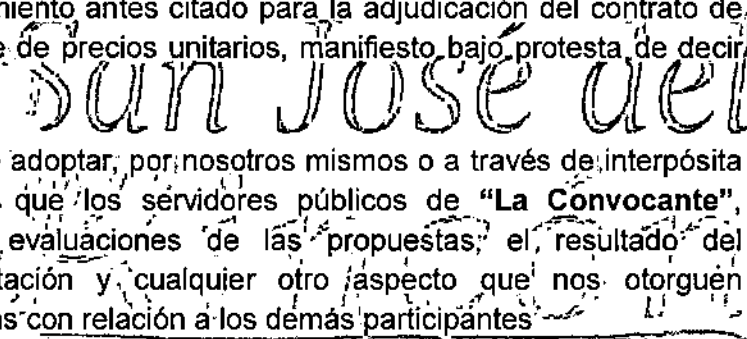 miento antes citado para la adjudicación del contrato de
e de precios unitarios, manifiesto bajo protesta de decir
San José del
adoptar, por nosotros mismos o a través de interpósita
que los servidores públicos de “La Convocante”,
evaluaciones de las propuestas, el resultado del
tación y cualquier otro aspecto que nos otorguen
as con relación a los demás participantes